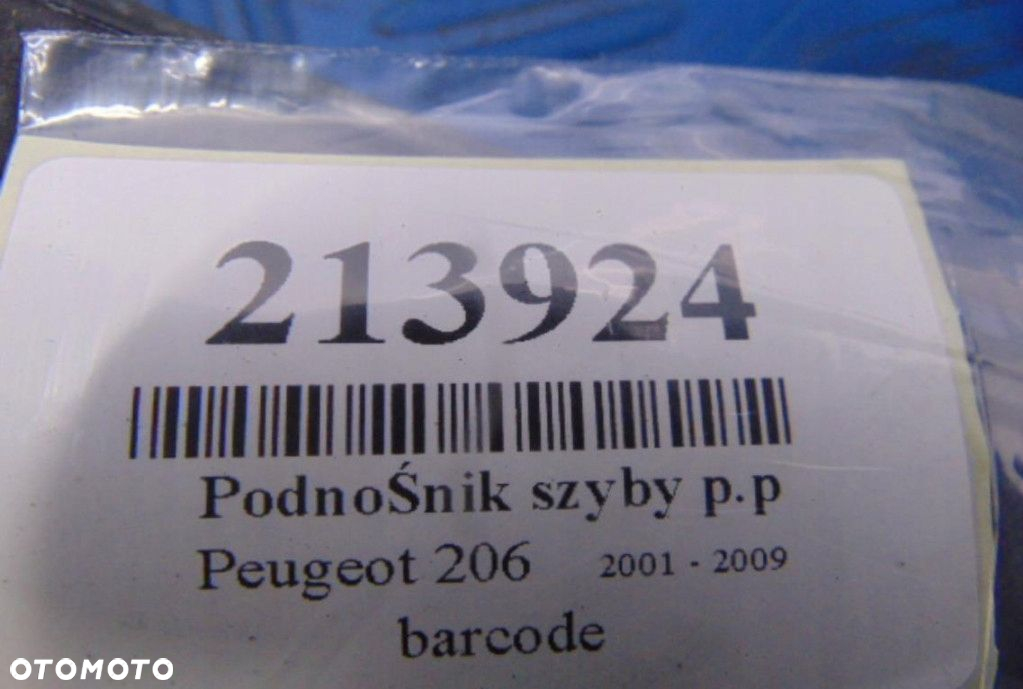 213924
PodnoŚnik szyby p.p
Peugeot 206 2001 - 2009
barcode
OTOMOTO